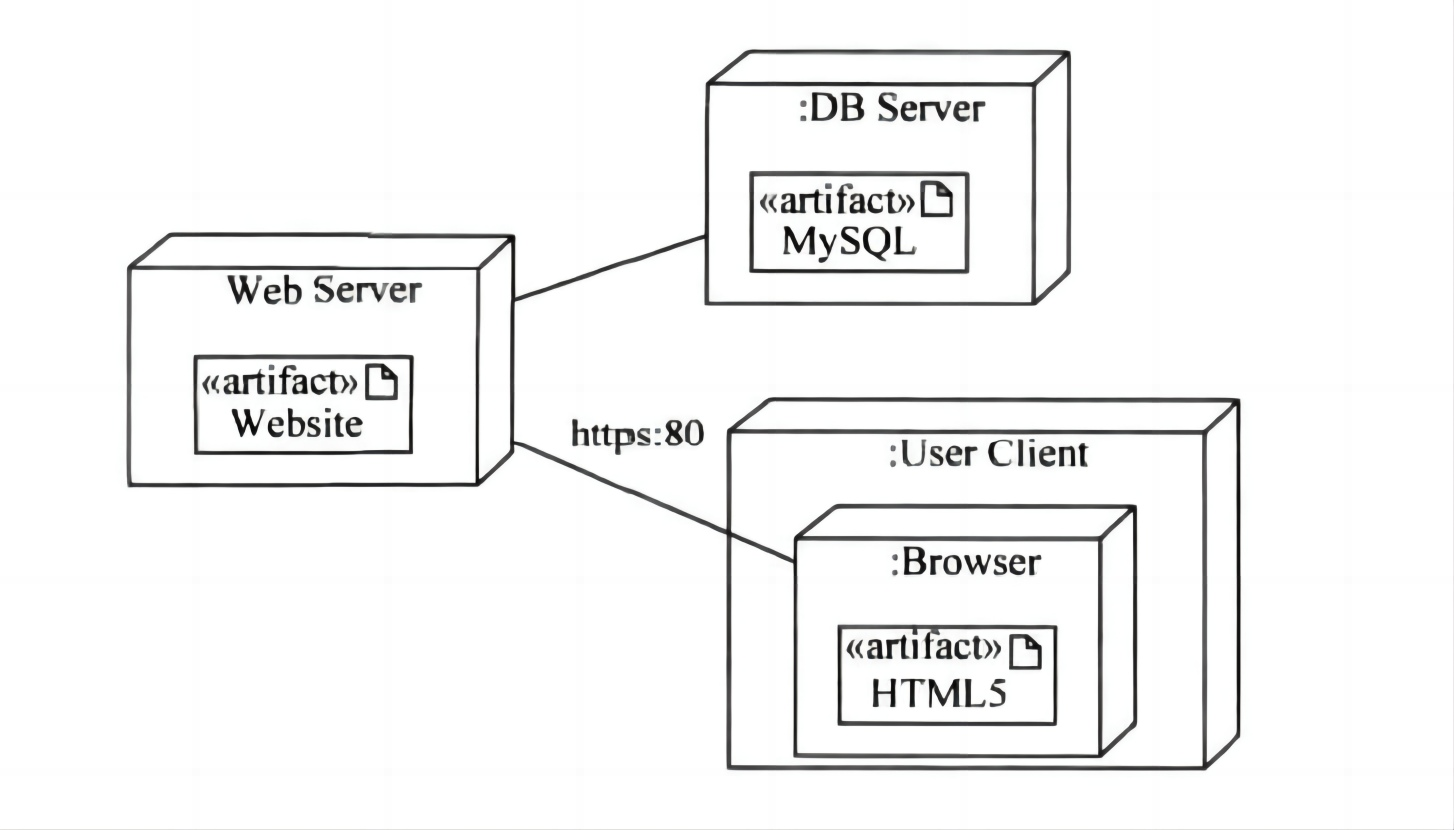 :DB Server
«artifact»
MySQL
Web Server
«artifact»
Website
https:80
:User Client
:Browser
«artifact»
HTML5